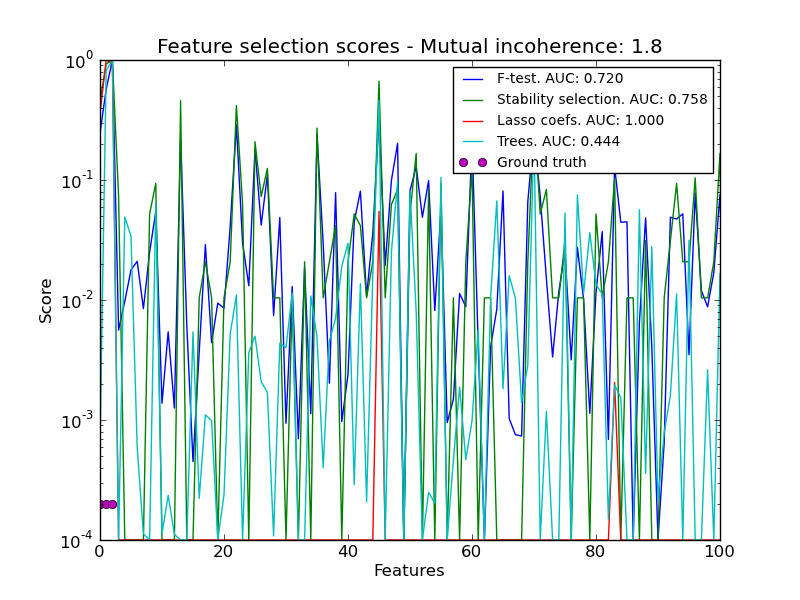 Feature selection scores - Mutual incoherence: 1.8
F-test. AUC: 0.720
Stability selection. AUC: 0.758
Lasso coefs. AUC: 1.000
Trees. AUC: 0.444
Ground truth
Score
10^0
10^-1
10^-2
10^-3
10^-4
0 20 40 60 80 100
Features